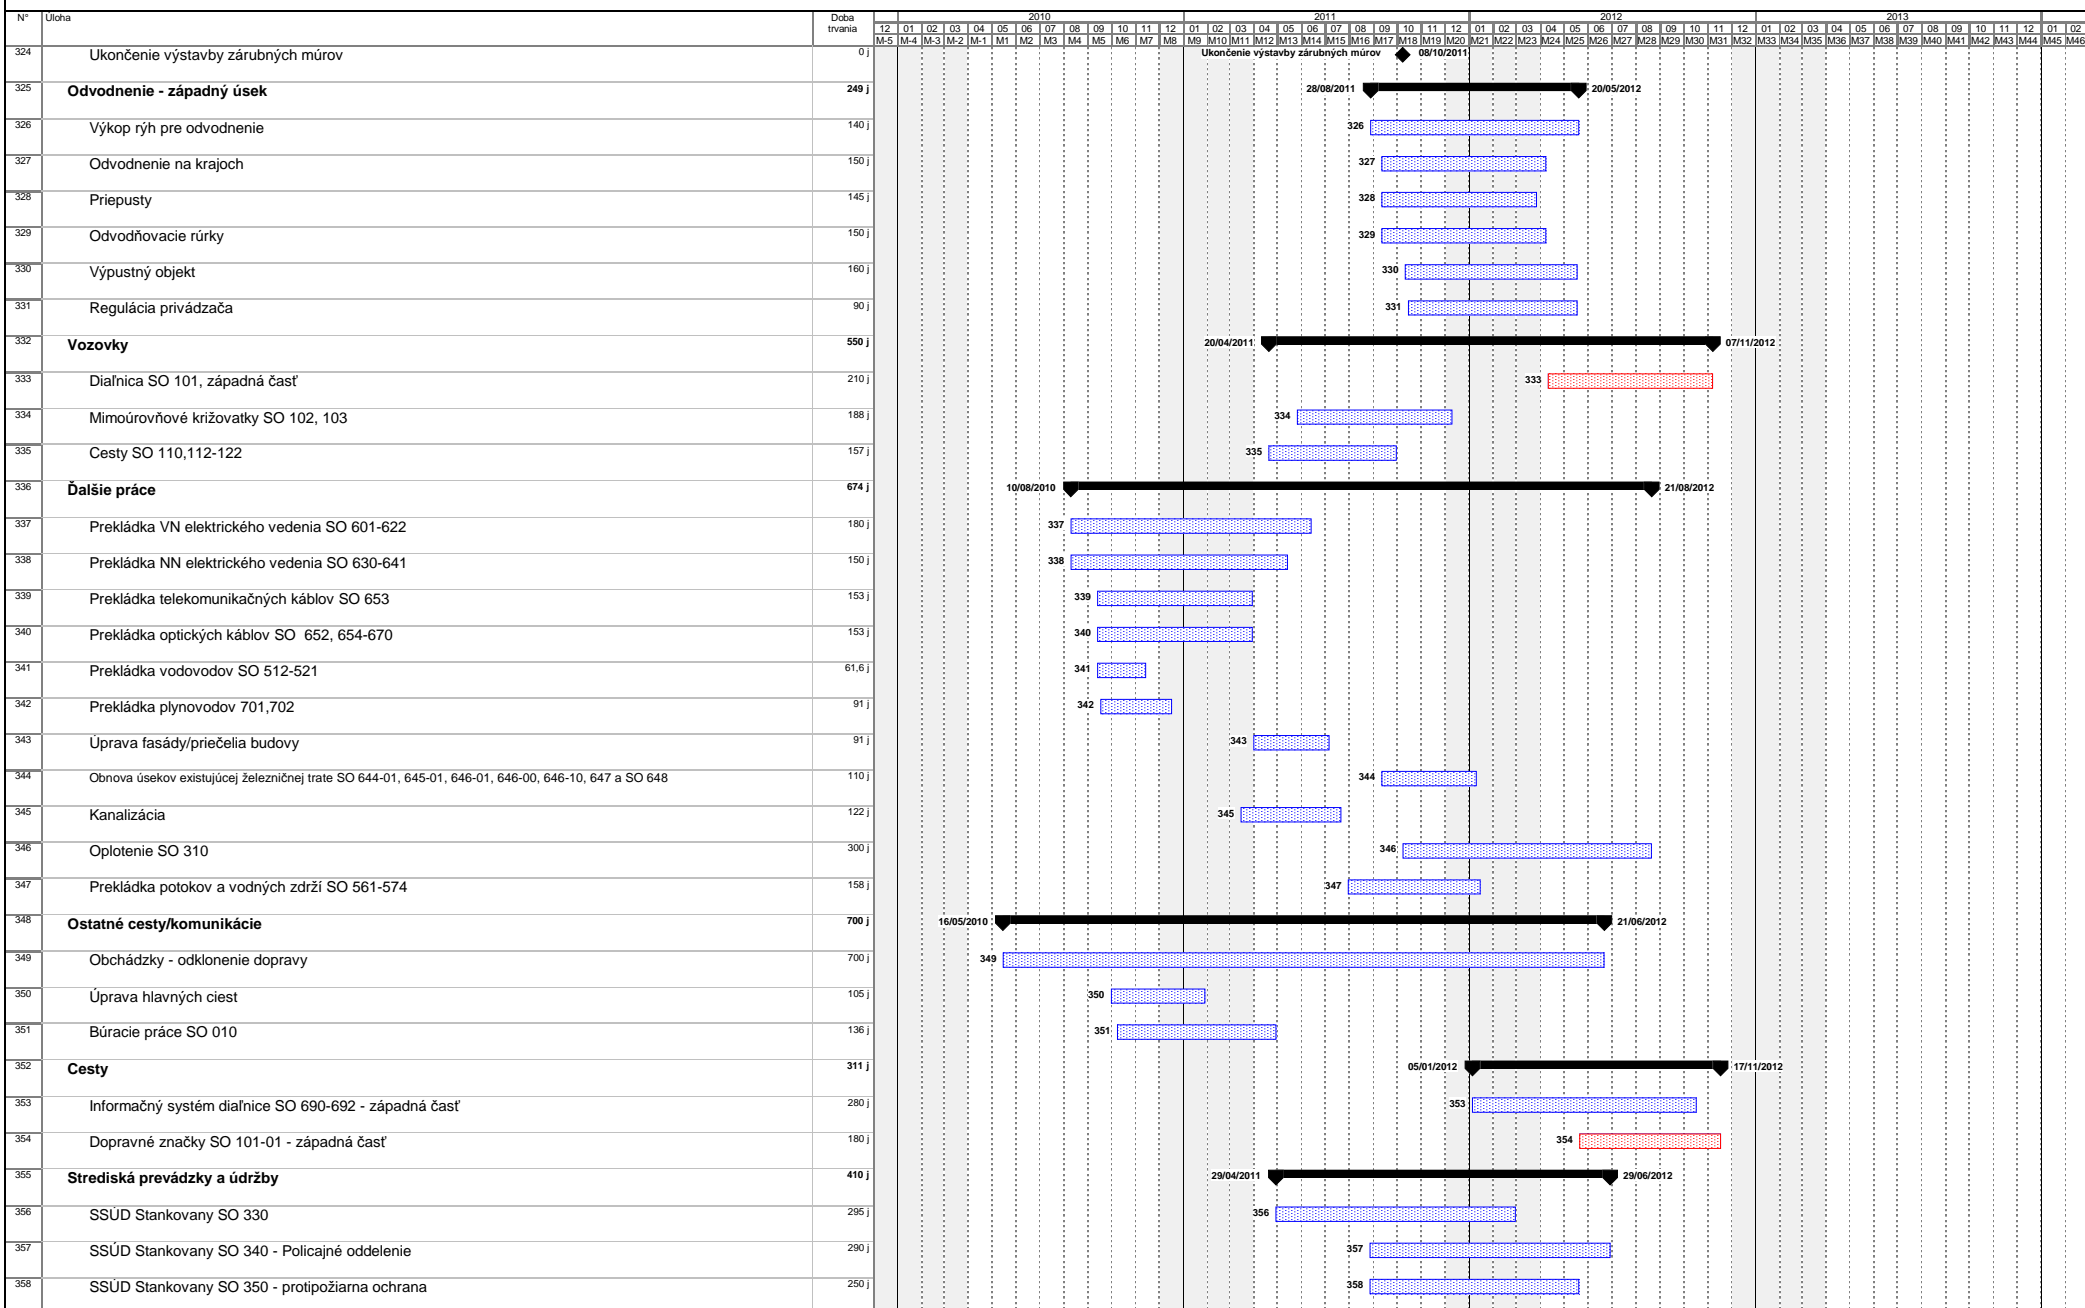 N° Úloha Doba trvania 2010 2011 2012 2013
12 01 02 03 04 05 06 07 08 09 10 11 12 01 02 03 04 05 06 07 08 09 10 11 12 01 02 03 04 05 06 07 08 09 10 11 12 01 02 03 04 05 06 07 08 09 10 11 12 01 02
M-5 M-4 M-3 M-2 M-1 M1 M2 M3 M4 M5 M6 M7 M8 M9 M10 M11 M12 M13 M14 M15 M16 M17 M18 M19 M20 M21 M22 M23 M24 M25 M26 M27 M28 M29 M30 M31 M32 M33 M34 M35 M36 M37 M38 M39 M40 M41 M42 M43 M44 M45 M46
324 Ukončenie výstavby zárubných múrov 0 j Ukončenie výstavby zárubných múrov 08/10/2011
325 Odvodnenie - západný úsek 249 j 28/08/2011 20/05/2012
326 Výkop rýh pre odvodnenie 140 j 326
327 Odvodnenie na krajoch 150 j 327
328 Priepusty 145 j 328
329 Odvodňovacie rúrky 150 j 329
330 Výpustný objekt 160 j 330
331 Regulácia privádzača 90 j 331
332 Vozovky 550 j 20/04/2011 07/11/2012
333 Diaľnica SO 101, západná časť 210 j 333
334 Mimoúrovňové križovatky SO 102, 103 188 j 334
335 Cesty SO 110,112-122 157 j 335
336 Ďalšie práce 674 j 10/08/2010 21/08/2012
337 Prekládka VN elektrického vedenia SO 601-622 180 j 337
338 Prekládka NN elektrického vedenia SO 630-641 150 j 338
339 Prekládka telekomunikačných káblov SO 653 153 j 339
340 Prekládka optických káblov SO  652, 654-670 153 j 340
341 Prekládka vodovodov SO 512-521 61,6 j 341
342 Prekládka plynovodov 701,702 91 j 342
343 Úprava fasády/priečelia budovy 91 j 343
344 Obnova úsekov existujúcej železničnej trate SO 644-01, 645-01, 646-01, 646-00, 646-10, 647 a SO 648 110 j 344
345 Kanalizácia 122 j 345
346 Oplotenie SO 310 300 j 346
347 Prekládka potokov a vodných zdrží SO 561-574 158 j 347
348 Ostatné cesty/komunikácie 700 j 16/05/2010 21/06/2012
349 Obchádzky - odklonenie dopravy 700 j 349
350 Úprava hlavných ciest 105 j 350
351 Búracie práce SO 010 136 j 351
352 Cesty 311 j 05/01/2012 17/11/2012
353 Informačný systém diaľnice SO 690-692 - západná časť 280 j 353
354 Dopravné značky SO 101-01 - západná časť 180 j 354
355 Strediská prevádzky a údržby 410 j 29/04/2011 29/06/2012
356 SSÚD Stankovany SO 330 295 j 356
357 SSÚD Stankovany SO 340 - Policajné oddelenie 290 j 357
358 SSÚD Stankovany SO 350 - protipožiarna ochrana 250 j 358